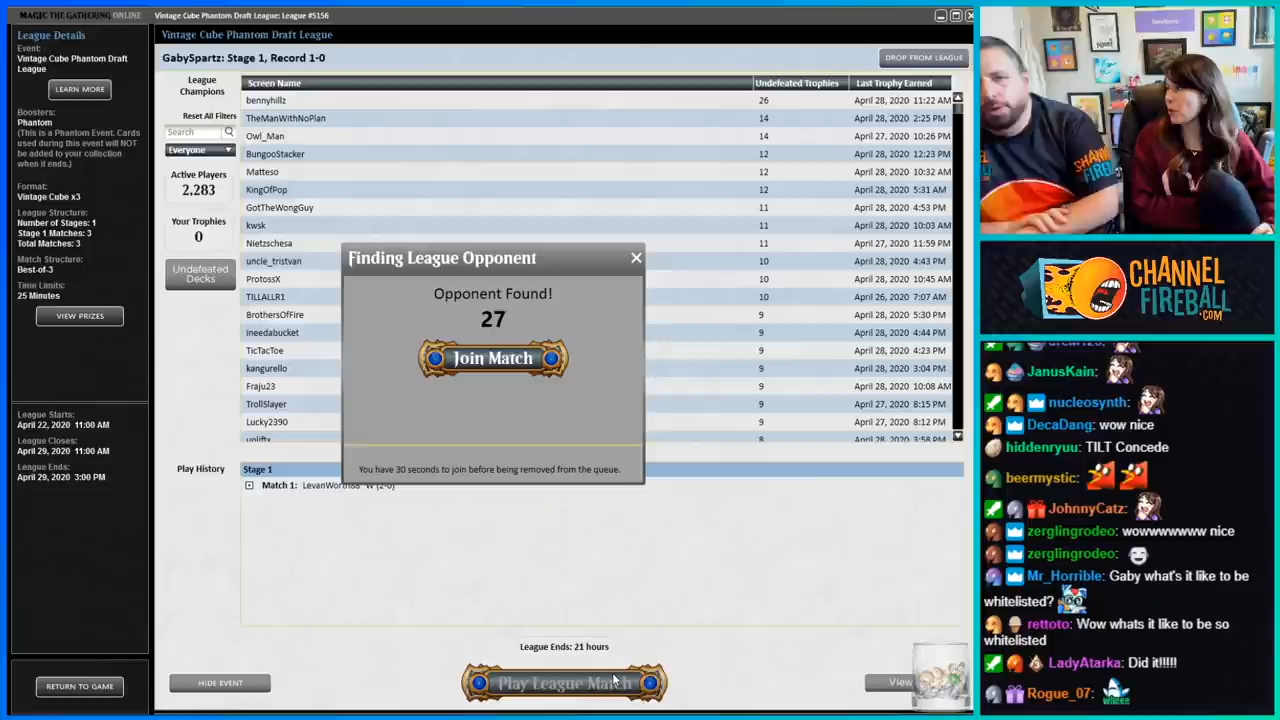 MAGIC THE GATHERING ONLINE
Vintage Cube Phantom Draft League: League #5156
League Details
Event:
Vintage Cube Phantom Draft
League
LEARN MORE
Boosters:
Phantom
(This is a Phantom Event. Cards
used during this event will NOT
be added to your collection
when it ends.)
Format:
Vintage Cube x3
League Structure:
Number of Stages: 1
Stage 1 Matches: 3
Total Matches: 3
Match Structure:
Best-of-3
Time Limits:
25 Minutes
VIEW PRIZES
League Starts:
April 22, 2020 11:00 AM
League Closes:
April 29, 2020 11:00 AM
League Ends:
April 29, 2020 3:00 PM
RETURN TO GAME
Vintage Cube Phantom Draft League
GabySpartz: Stage 1, Record 1-0
DROP FROM LEAGUE
League
Champions
Reset All Filters
Search
Everyone
Active Players
2,283
Your Trophies
0
Undefeated
Decks
Screen Name Undefeated Trophies Last Trophy Earned
bennyhillz 26 April 28, 2020 11:22 AM
TheManWithNoPlan 14 April 28, 2020 2:25 PM
Owl_Man 14 April 27, 2020 10:26 PM
BungooStacker 12 April 28, 2020 12:23 PM
Matteso 12 April 28, 2020 10:32 AM
KingOfPop 12 April 28, 2020 5:31 AM
GotTheWongGuy 11 April 28, 2020 4:53 PM
kwsk 11 April 28, 2020 10:03 AM
Nietzschesa 11 April 27, 2020 11:59 PM
uncle_tristvan 10 April 28, 2020 4:43 PM
ProtossX 10 April 28, 2020 10:45 AM
TILLALLR1 10 April 26, 2020 7:07 AM
BrothersOfFire 9 April 28, 2020 5:30 PM
ineedabucket 9 April 28, 2020 4:44 PM
TicTacToe 9 April 28, 2020 4:23 PM
kangurello 9 April 28, 2020 3:04 PM
Fraju23 9 April 28, 2020 10:08 AM
TrollSlayer 9 April 27, 2020 8:15 PM
Lucky2390 9 April 27, 2020 8:12 PM
upliftx 8 April 28, 2020 3:58 PM
Finding League Opponent
Opponent Found!
27
Join Match
You have 30 seconds to join before being removed from the queue.
Play History
Stage 1
Match 1: LevanWorth88 W (2-0)
League Ends: 21 hours
HIDE EVENT
Play League Match
View
SHANN
FIREB
CHANNEL
FIREBALL
.COM
JanusKain:
nucleosynth:
DecaDang: wow nice
hiddenryuu: TILT Concede
beermystic:
JohnnyCatz:
zerglingrodeo: wowwwwwww nice
zerglingrodeo:
Mr_Horrible: Gaby what's it like to be
whitelisted?
rettoto: Wow whats it like to be so
whitelisted
LadyAtarka: Did it!!!!!
Rogue_07:
wheee